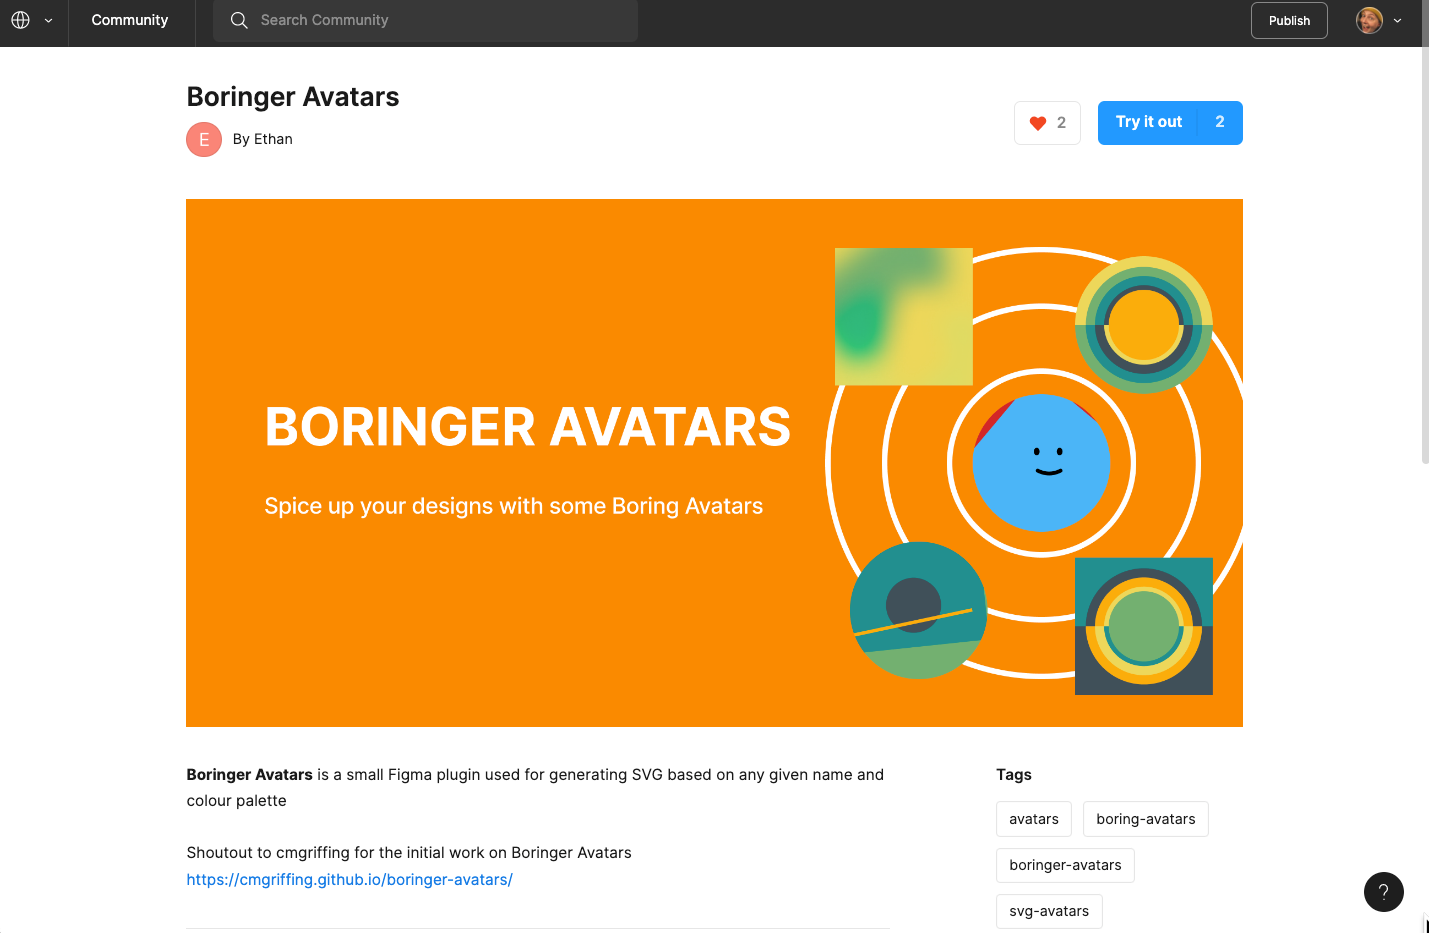 Community
Search Community
Publish
Boringer Avatars
E
By Ethan
2
Try it out
2
BORINGER AVATARS
Spice up your designs with some Boring Avatars
Boringer Avatars is a small Figma plugin used for generating SVG based on any given name and
colour palette
Shoutout to cmgriffing for the initial work on Boringer Avatars
https://cmgriffing.github.io/boringer-avatars/
Tags
avatars
boring-avatars
boringer-avatars
svg-avatars
?